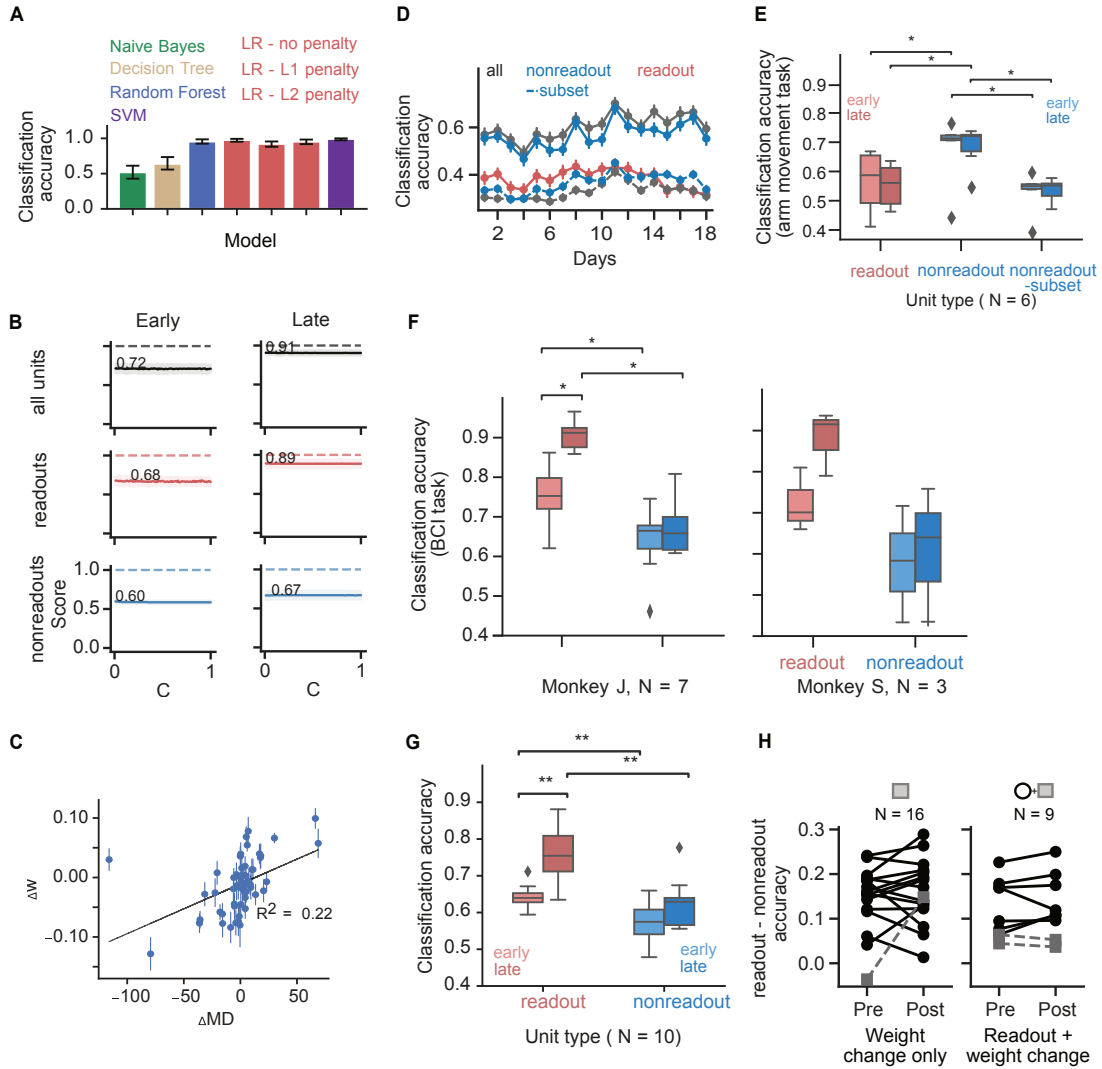 A
Naive Bayes
Decision Tree
Random Forest
SVM
LR - no penalty
LR - L1 penalty
LR - L2 penalty
Classification
accuracy
1.0
0.5
0.0
Model
B
Early
Late
all units
0.72
0.91
readouts
0.68
0.89
nonreadouts
Score
1.0
0.5
0.0
0.60
0.67
0
1
0
1
C
C
C
Δw
0.10
0.00
−0.10
R² = 0.22
−100
−50
0
50
ΔMD
D
all
nonreadout
-subset
readout
Classification
accuracy
0.6
0.4
2
6
10
14
18
Days
E
Classification accuracy
(arm movement task)
0.9
0.8
0.7
0.6
0.5
0.4
*
*
*
*
early
late
early
late
readout
nonreadout
nonreadout
-subset
Unit type ( N = 6)
F
Classification accuracy
(BCI task)
0.9
0.8
0.7
0.6
0.4
*
*
*
readout
nonreadout
Monkey J, N = 7
Monkey S, N = 3
G
Classification accuracy
0.9
0.8
0.7
0.6
0.5
0.4
**
**
**
early
late
early
late
readout
nonreadout
Unit type ( N = 10)
H
+
N = 16
N = 9
readout - nonreadout
accuracy
0.3
0.2
0.1
0.0
Pre
Post
Pre
Post
Weight
change only
Readout +
weight change